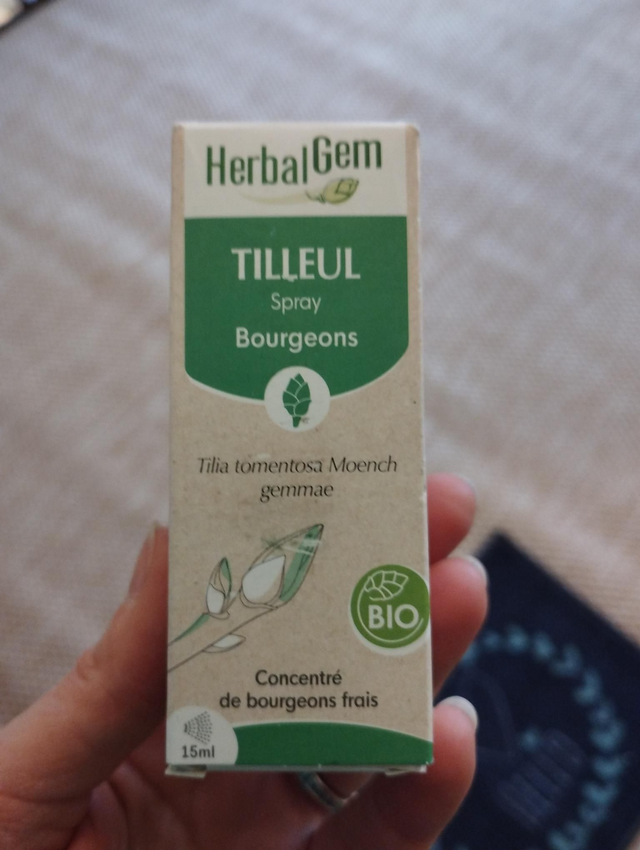 HerbalGem
TILLEUL
Spray
Bourgeons
Tilia tomentosa Moench
gemmae
BIO
Concentré
de bourgeons frais
15ml